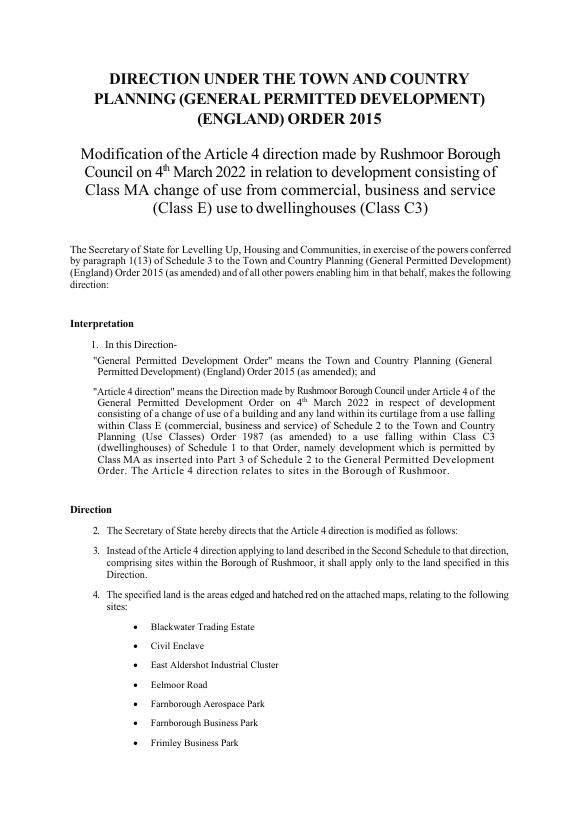 DIRECTION UNDER THE TOWN AND COUNTRY
PLANNING (GENERAL PERMITTED DEVELOPMENT)
(ENGLAND) ORDER 2015
Modification of the Article 4 direction made by Rushmoor Borough
Council on 4th March 2022 in relation to development consisting of
Class MA change of use from commercial, business and service
(Class E) use to dwellinghouses (Class C3)
The Secretary of State for Levelling Up, Housing and Communities, in exercise of the powers conferred
by paragraph 1(13) of Schedule 3 to the Town and Country Planning (General Permitted Development)
(England) Order 2015 (as amended) and of all other powers enabling him in that behalf, makes the following
direction:
Interpretation
1. In this Direction-
"General Permitted Development Order" means the Town and Country Planning (General
Permitted Development) (England) Order 2015 (as amended); and
"Article 4 direction" means the Direction made by Rushmoor Borough Council under Article 4 of the
General Permitted Development Order on 4th March 2022 in respect of development
consisting of a change of use of a building and any land within its curtilage from a use falling
within Class E (commercial, business and service) of Schedule 2 to the Town and Country
Planning (Use Classes) Order 1987 (as amended) to a use falling within Class C3
(dwellinghouses) of Schedule 1 to that Order, namely development which is permitted by
Class MA as inserted into Part 3 of Schedule 2 to the General Permitted Development
Order. The Article 4 direction relates to sites in the Borough of Rushmoor.
Direction
2. The Secretary of State hereby directs that the Article 4 direction is modified as follows:
3. Instead of the Article 4 direction applying to land described in the Second Schedule to that direction,
comprising sites within the Borough of Rushmoor, it shall apply only to the land specified in this
Direction.
4. The specified land is the areas edged and hatched red on the attached maps, relating to the following
sites:
• Blackwater Trading Estate
• Civil Enclave
• East Aldershot Industrial Cluster
• Eelmoor Road
• Farnborough Aerospace Park
• Farnborough Business Park
• Frimley Business Park